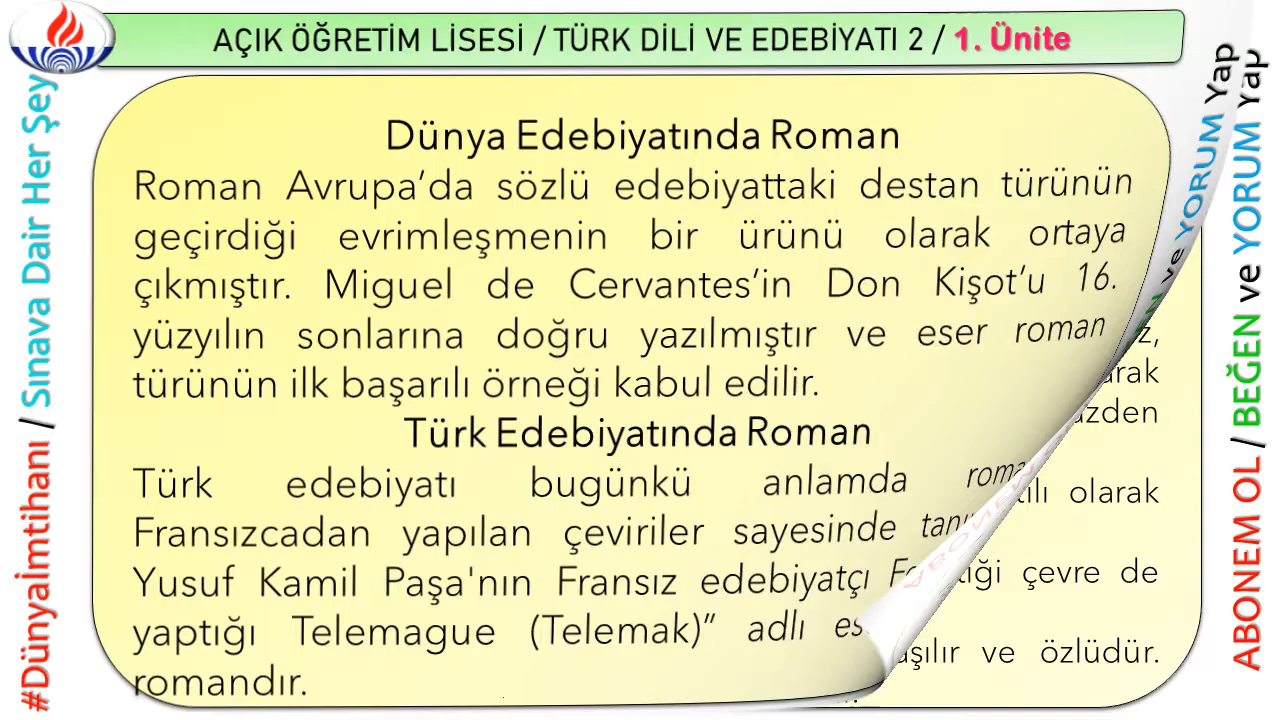 AÇIK ÖĞRETİM LİSESİ / TÜRK DİLİ VE EDEBİYATI 2 / 1. Ünite
Dünya Edebiyatında Roman
Roman Avrupa’da sözlü edebiyattaki destan türünün
geçirdiği evrimleşmenin bir ürünü olarak ortaya
çıkmıştır. Miguel de Cervantes’in Don Kişot’u 16.
yüzyılın sonlarına doğru yazılmıştır ve eser roman
türünün ilk başarılı örneği kabul edilir.
Türk Edebiyatında Roman
Türk edebiyatı bugünkü anlamda
Fransızcadan yapılan çeviriler sayesinde
Yusuf Kamil Paşa'nın Fransız edebiyatçı
yaptığı Telemague (Telemak)” adlı
romandır.
olarak
çevre de
ve özlüdür.
#Dünyaİmtihanı / Sınava Dair Her Şey
ABONEM OL / BEĞEN ve YORUM Yap
ve YORUM Yap